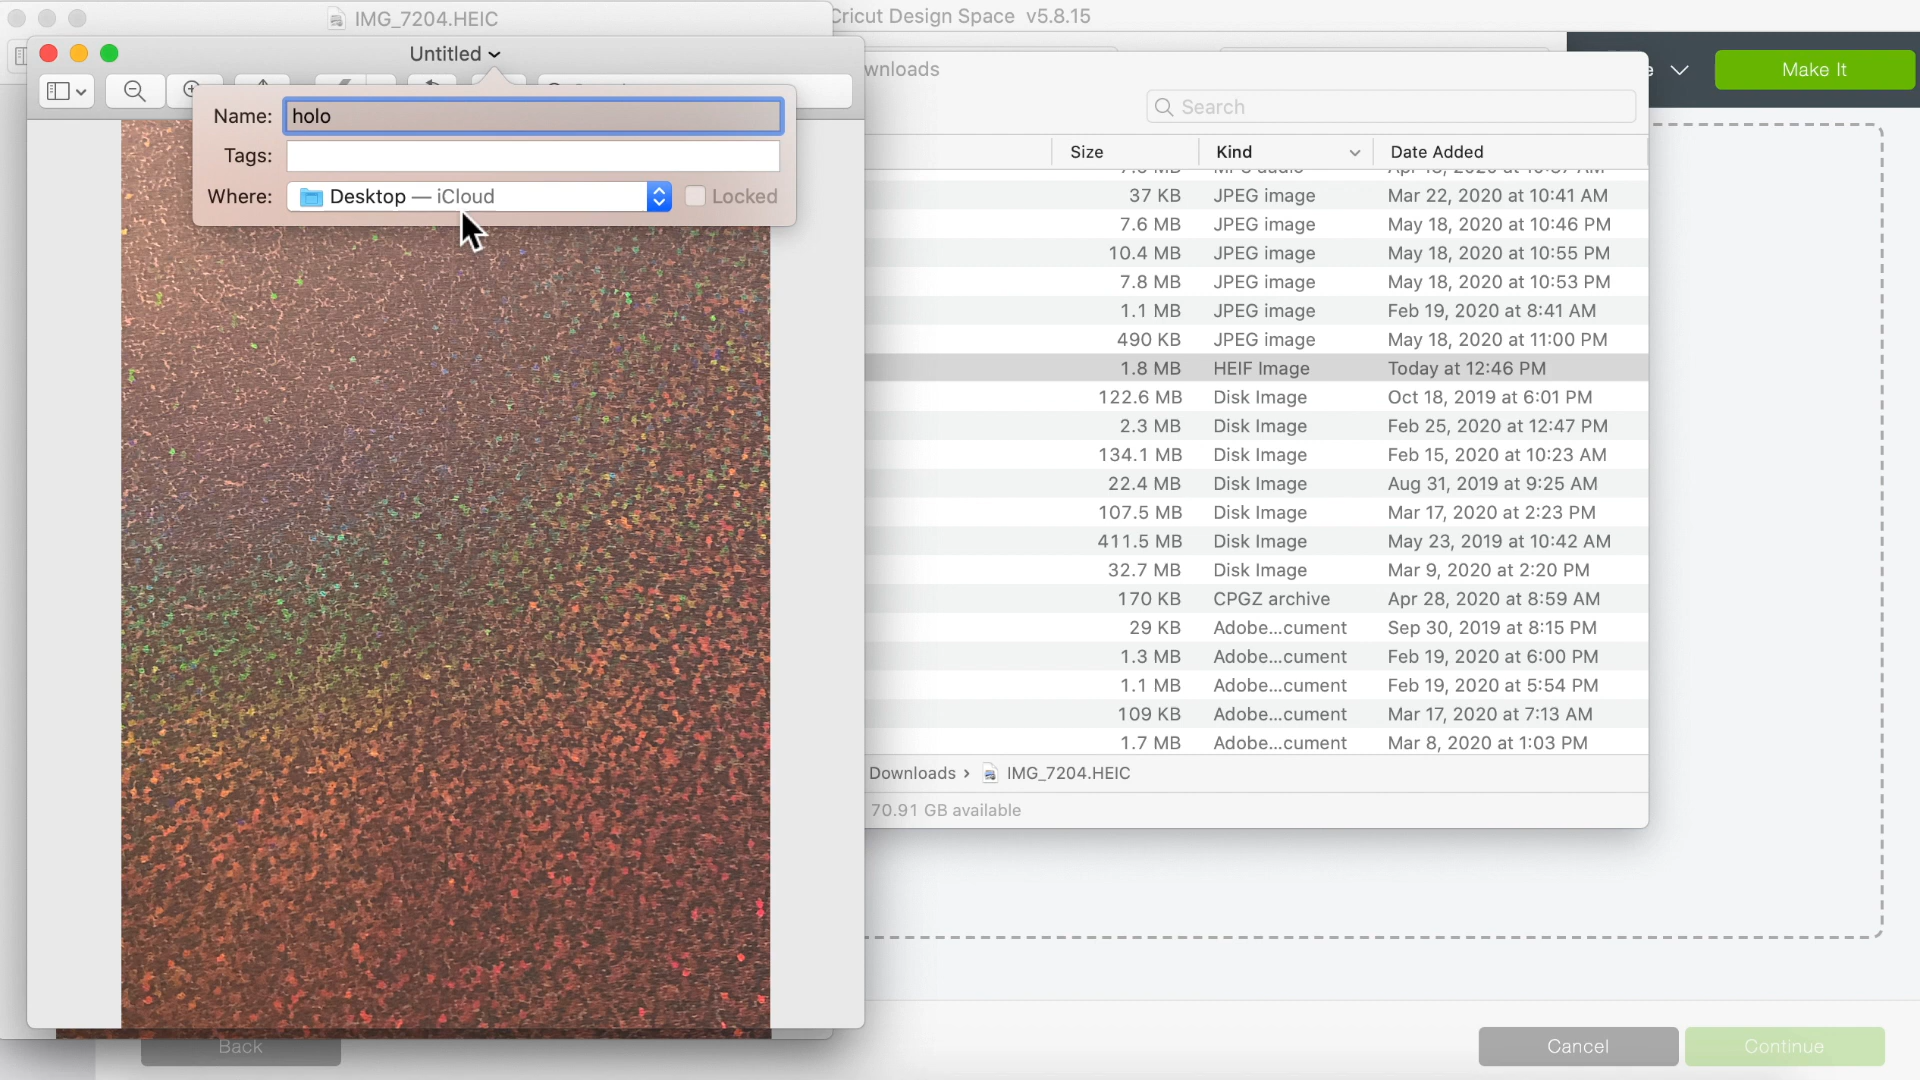 IMG_7204.HEIC
Cricut Design Space v5.8.15
Untitled
wnloads
Make It
Search
Name: holo
Tags:
Where: Desktop — iCloud
Locked
Size Kind Date Added
37 KB JPEG image Mar 22, 2020 at 10:41 AM
7.6 MB JPEG image May 18, 2020 at 10:46 PM
10.4 MB JPEG image May 18, 2020 at 10:55 PM
7.8 MB JPEG image May 18, 2020 at 10:53 PM
1.1 MB JPEG image Feb 19, 2020 at 8:41 AM
490 KB JPEG image May 18, 2020 at 11:00 PM
1.8 MB HEIF Image Today at 12:46 PM
122.6 MB Disk Image Oct 18, 2019 at 6:01 PM
2.3 MB Disk Image Feb 25, 2020 at 12:47 PM
134.1 MB Disk Image Feb 15, 2020 at 10:23 AM
22.4 MB Disk Image Aug 31, 2019 at 9:25 AM
107.5 MB Disk Image Mar 17, 2020 at 2:23 PM
411.5 MB Disk Image May 23, 2019 at 10:42 AM
32.7 MB Disk Image Mar 9, 2020 at 2:20 PM
170 KB CPGZ archive Apr 28, 2020 at 8:59 AM
29 KB Adobe...cument Sep 30, 2019 at 8:15 PM
1.3 MB Adobe...cument Feb 19, 2020 at 6:00 PM
1.1 MB Adobe...cument Feb 19, 2020 at 5:54 PM
109 KB Adobe...cument Mar 17, 2020 at 7:13 AM
1.7 MB Adobe...cument Mar 8, 2020 at 1:03 PM
Downloads › IMG_7204.HEIC
70.91 GB available
Back
Cancel
Continue